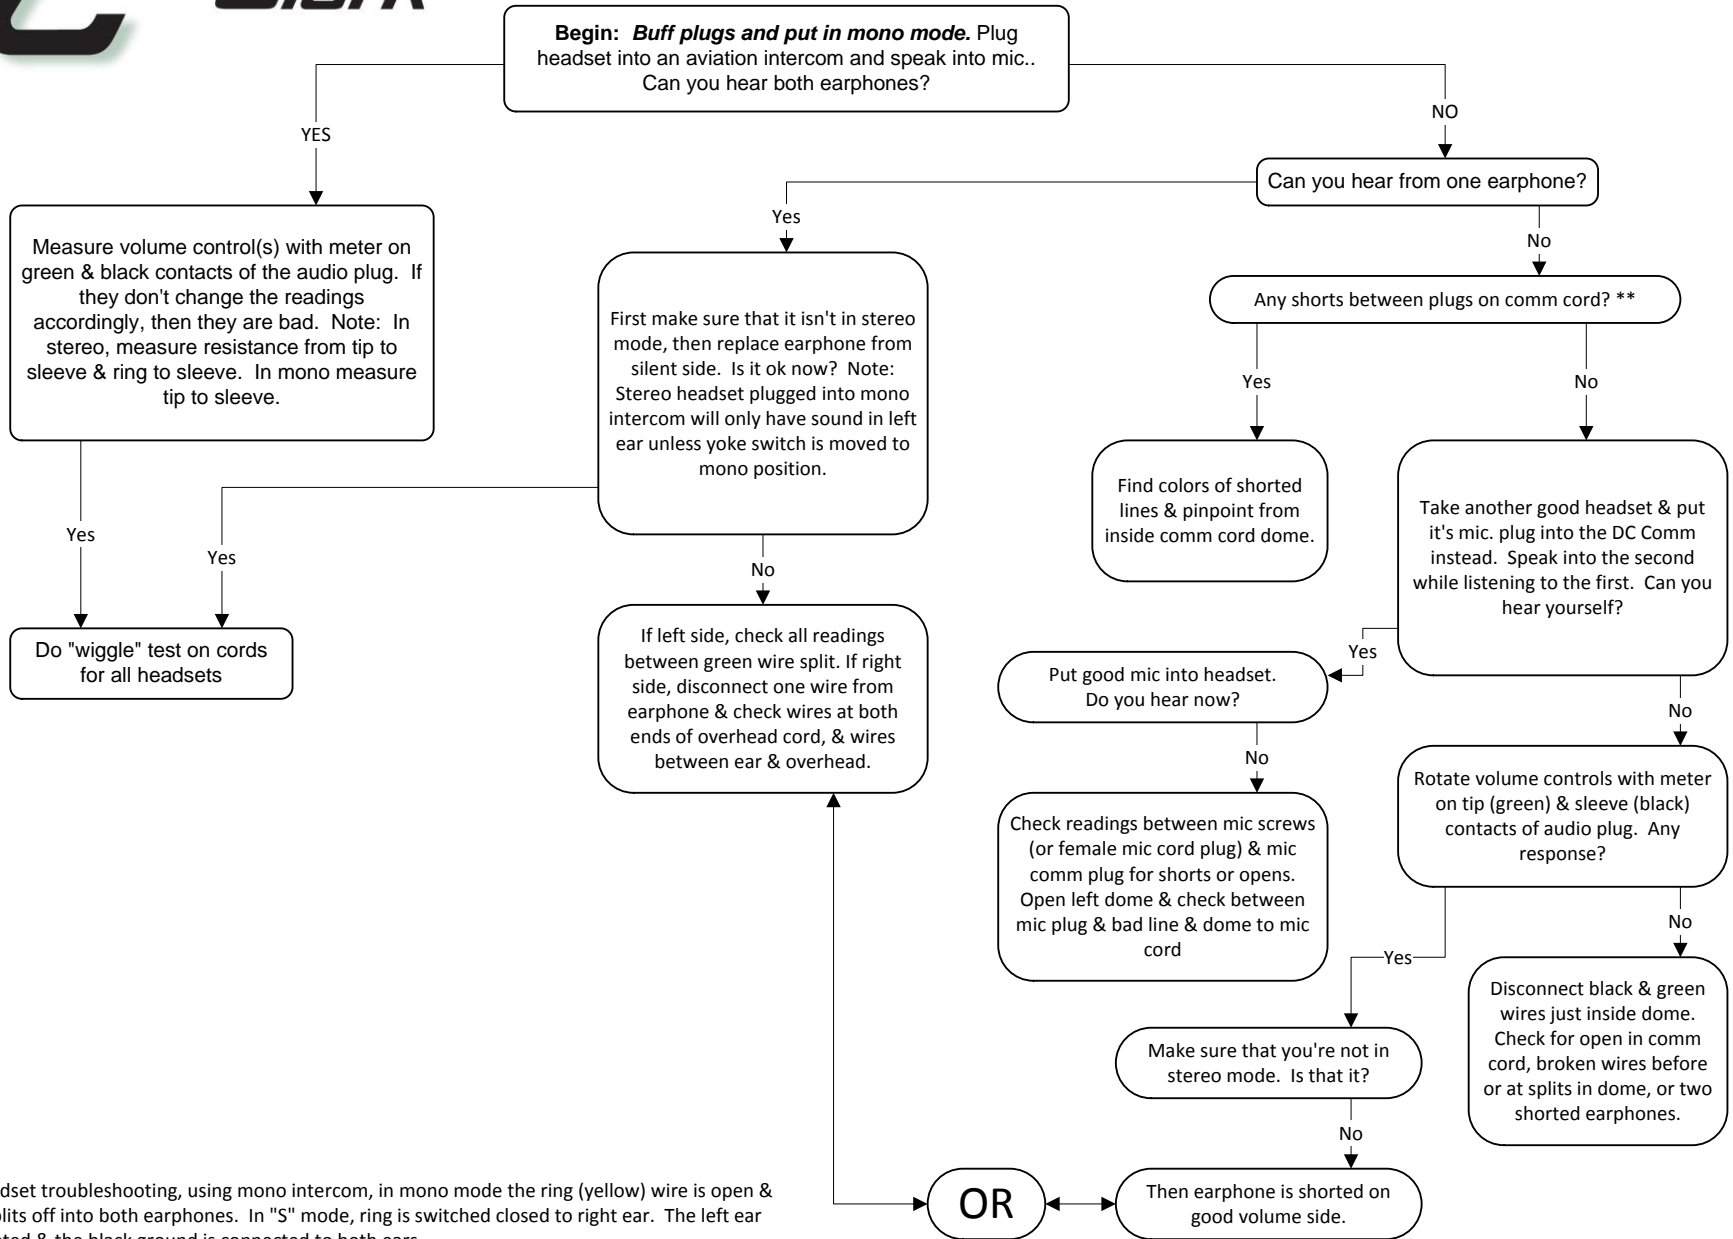 Begin: Buff plugs and put in mono mode. Plug
headset into an aviation intercom and speak into mic..
Can you hear both earphones?
YES
NO
Can you hear from one earphone?
Yes
No
Measure volume control(s) with meter on
green & black contacts of the audio plug. If
they don't change the readings
accordingly, then they are bad. Note: In
stereo, measure resistance from tip to
sleeve & ring to sleeve. In mono measure
tip to sleeve.
First make sure that it isn't in stereo
mode, then replace earphone from
silent side. Is it ok now? Note:
Stereo headset plugged into mono
intercom will only have sound in left
ear unless yoke switch is moved to
mono position.
Any shorts between plugs on comm cord? **
Yes
No
Find colors of shorted
lines & pinpoint from
inside comm cord dome.
Take another good headset & put
it's mic. plug into the DC Comm
instead. Speak into the second
while listening to the first. Can you
hear yourself?
Yes
Yes
No
Do "wiggle" test on cords
for all headsets
If left side, check all readings
between green wire split. If right
side, disconnect one wire from
earphone & check wires at both
ends of overhead cord, & wires
between ear & overhead.
Yes
Put good mic into headset.
Do you hear now?
No
No
Rotate volume controls with meter
on tip (green) & sleeve (black)
contacts of audio plug. Any
response?
Check readings between mic screws
(or female mic cord plug) & mic
comm plug for shorts or opens.
Open left dome & check between
mic plug & bad line & dome to mic
cord
Yes
No
Disconnect black & green
wires just inside dome.
Check for open in comm
cord, broken wires before
or at splits in dome, or two
shorted earphones.
Make sure that you're not in
stereo mode. Is that it?
No
OR
Then earphone is shorted on
good volume side.
troubleshooting, using mono intercom, in mono mode the ring (yellow) wire is open &
off into both earphones. In "S" mode, ring is switched closed to right ear. The left ear
& the black ground is connected to both ears.